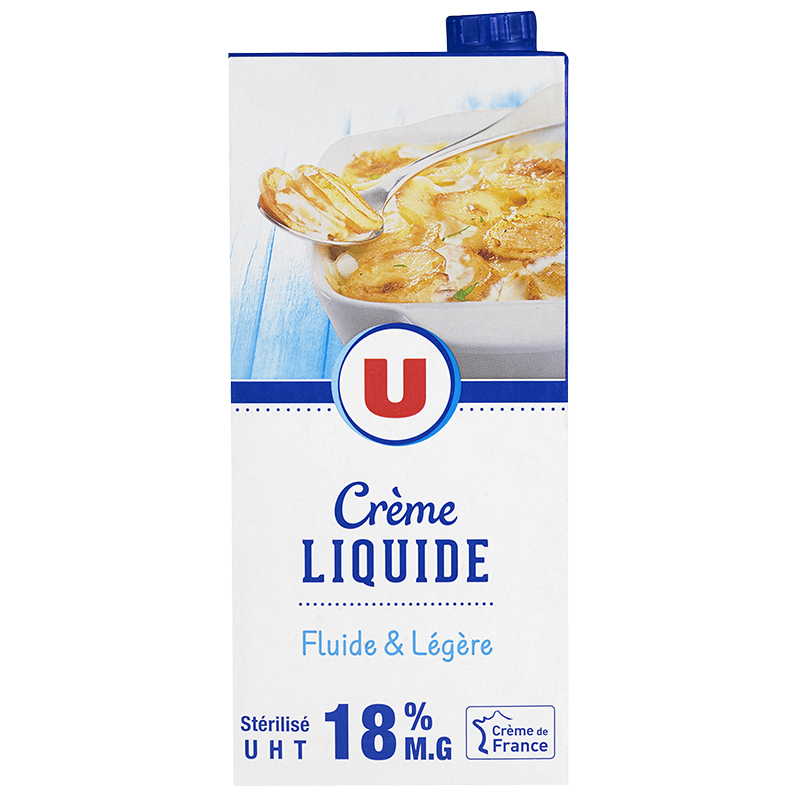 U
Crème
LIQUIDE
Fluide & Légère
Stérilisé
UHT
18%
M.G
Crème de
France